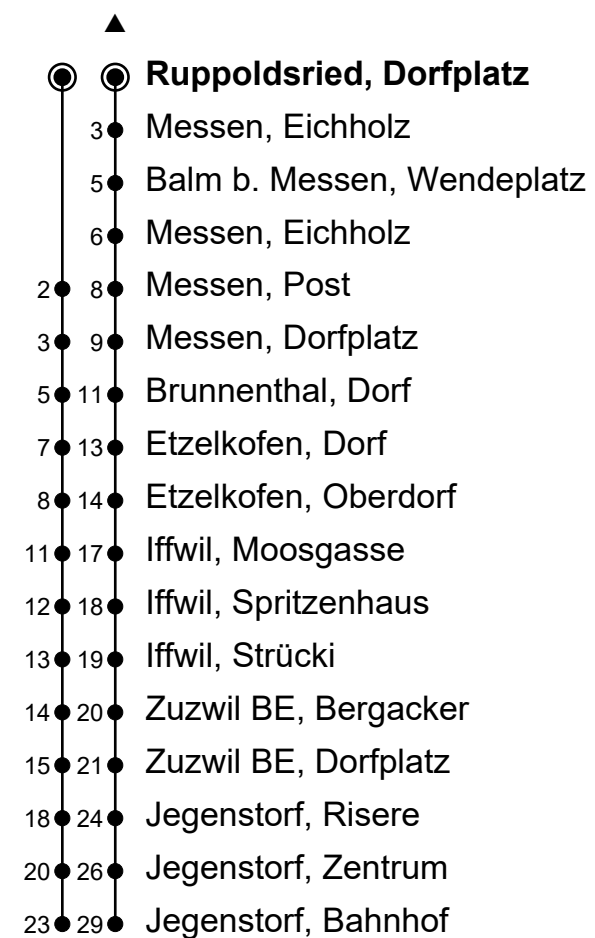 ▲
Ruppoldsried, Dorfplatz
3 Messen, Eichholz
5 Balm b. Messen, Wendeplatz
6 Messen, Eichholz
2 8 Messen, Post
3 9 Messen, Dorfplatz
5 11 Brunnenthal, Dorf
7 13 Etzelkofen, Dorf
8 14 Etzelkofen, Oberdorf
11 17 Iffwil, Moosgasse
12 18 Iffwil, Spritzenhaus
13 19 Iffwil, Strücki
14 20 Zuzwil BE, Bergacker
15 21 Zuzwil BE, Dorfplatz
18 24 Jegenstorf, Risere
20 26 Jegenstorf, Zentrum
23 29 Jegenstorf, Bahnhof